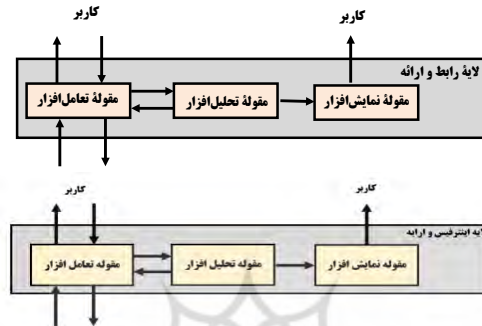 کاربر
کاربر
لایهٔ رابط و ارائه
مقولهٔ نمایش‌افزار
مقولهٔ تحلیل‌افزار
مقولهٔ تعامل‌افزار
کاربر
کاربر
لایه اینترفیس و ارایه
مقوله نمایش افزار
مقوله تحلیل افزار
مقوله تعامل افزار